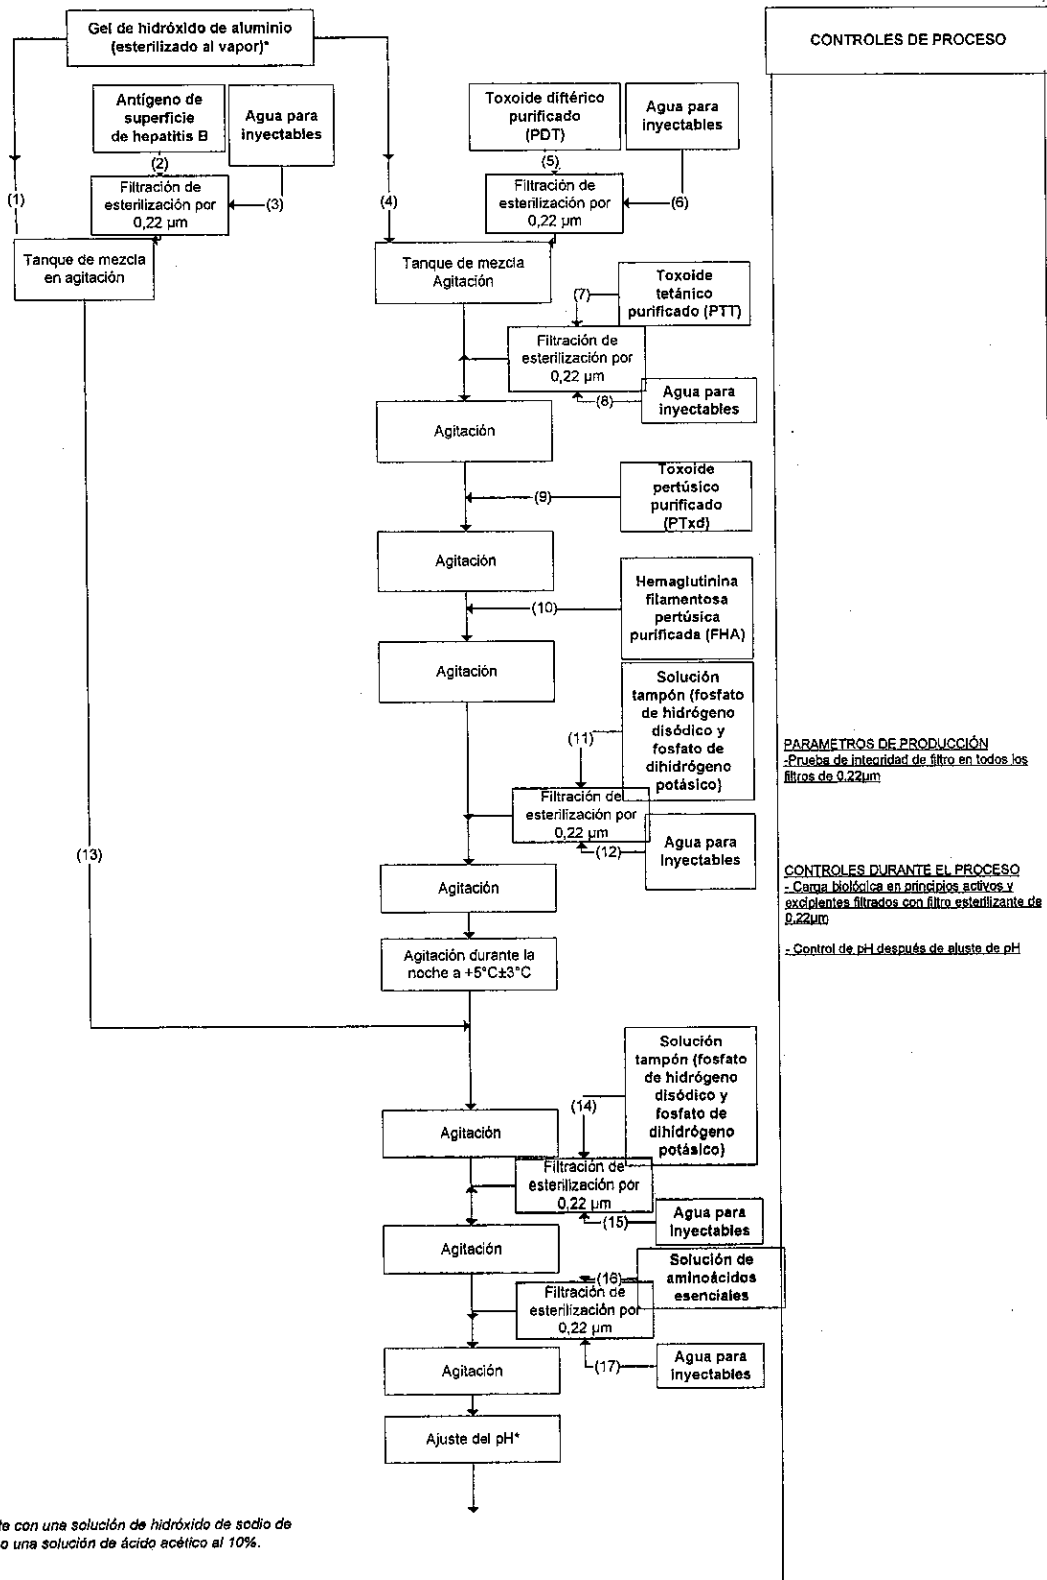 Gel de hidróxido de aluminio
(esterilizado al vapor)*
CONTROLES DE PROCESO
Antígeno de
superficie
de hepatitis B
Agua para
inyectables
Toxoide diftérico
purificado
(PDT)
Agua para
inyectables
(1)
(2)
Filtración de
esterilización por
0,22 µm
(3)
(4)
(5)
Filtración de
esterilización por
0,22 µm
(6)
Tanque de mezcla
en agitación
Tanque de mezcla
Agitación
(7)
Toxoide
tetánico
purificado (PTT)
Filtración de
esterilización por
0,22 µm
(8)
Agua para
inyectables
Agitación
(9)
Toxoide
pertúsico
purificado
(PTxd)
Agitación
(10)
Hemaglutinina
filamentosa
pertúsica
purificada (FHA)
Agitación
(11)
Solución
tampón (fosfato
de hidrógeno
disódico y
fosfato de
dihidrógeno
potásico)
PARAMETROS DE PRODUCCIÓN
-Prueba de integridad de filtro en todos los
filtros de 0.22µm
Filtración de
esterilización por
0,22 µm
(12)
Agua para
Inyectables
(13)
Agitación
CONTROLES DURANTE EL PROCESO
- Carga biológica en principios activos y
excipientes filtrados con filtro esterilizante de
0.22µm
- Control de pH después de ajuste de pH
Agitación durante la
noche a +5°C±3°C
(14)
Solución
tampón (fosfato
de hidrógeno
disódico y
fosfato de
dihidrógeno
potásico)
Agitación
Filtración de
esterilización por
0,22 µm
(15)
Agua para
Inyectables
Agitación
(16)
Solución de
aminoácidos
esenciales
Filtración de
esterilización por
0,22 µm
(17)
Agua para
Inyectables
Agitación
Ajuste del pH*
con una solución de hidróxido de sodio de
o una solución de ácido acético al 10%.